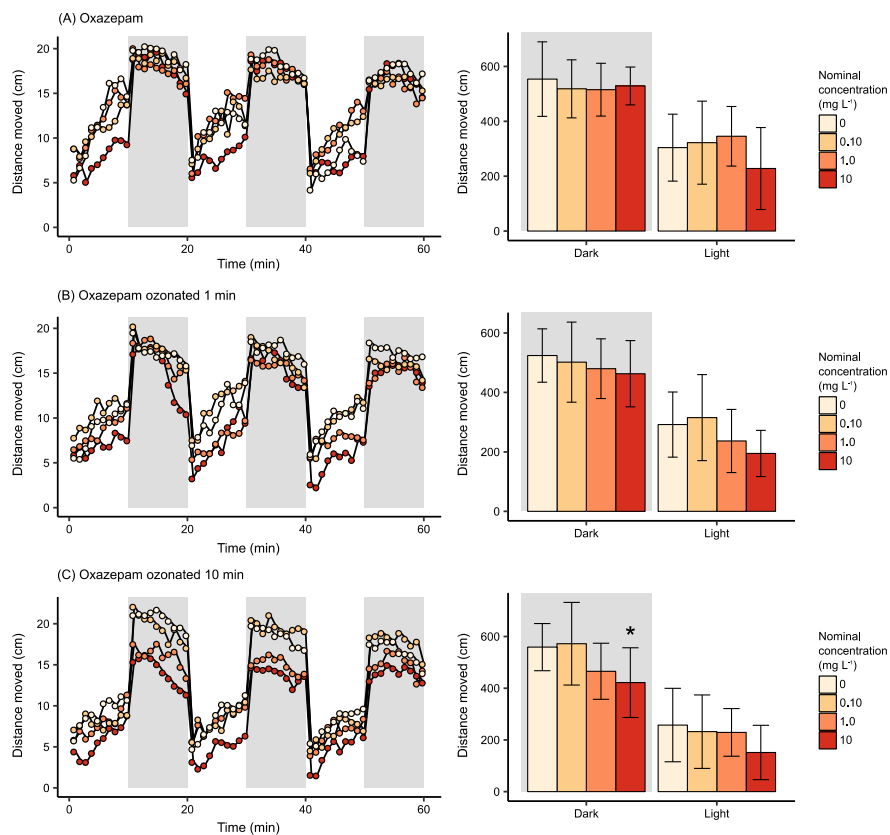 (A) Oxazepam
Distance moved (cm)
20
15
10
5
0
0
20
40
60
Time (min)
Distance moved (cm)
600
400
200
0
Dark
Light
Nominal
concentration
(mg L⁻¹)
0
0.10
1.0
10
(B) Oxazepam ozonated 1 min
Distance moved (cm)
20
15
10
5
0
0
20
40
60
Time (min)
Distance moved (cm)
600
400
200
0
Dark
Light
Nominal
concentration
(mg L⁻¹)
0
0.10
1.0
10
(C) Oxazepam ozonated 10 min
Distance moved (cm)
20
15
10
5
0
0
20
40
60
Time (min)
Distance moved (cm)
600
400
200
0
*
Dark
Light
Nominal
concentration
(mg L⁻¹)
0
0.10
1.0
10